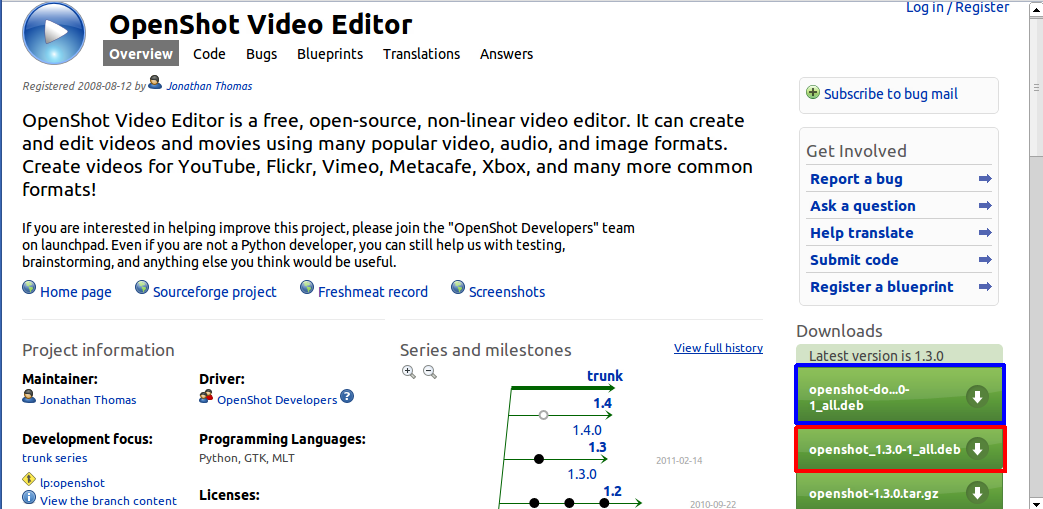 Log in / Register
OpenShot Video Editor
Overview Code Bugs Blueprints Translations Answers
Registered 2008-08-12 by Jonathan Thomas
OpenShot Video Editor is a free, open-source, non-linear video editor. It can create
and edit videos and movies using many popular video, audio, and image formats.
Create videos for YouTube, Flickr, Vimeo, Metacafe, Xbox, and many more common
formats!
If you are interested in helping improve this project, please join the "OpenShot Developers" team
on launchpad. Even if you are not a Python developer, you can still help us with testing,
brainstorming, and anything else you think would be useful.
Home page Sourceforge project Freshmeat record Screenshots
Project information
Maintainer:
Jonathan Thomas
Driver:
OpenShot Developers
Development focus:
trunk series
lp:openshot
View the branch content
Programming Languages:
Python, GTK, MLT
Licenses:
Series and milestones
View full history
trunk
1.4
1.4.0
1.3
1.3.0
2011-02-14
1.2
2010-09-22
Subscribe to bug mail
Get Involved
Report a bug
Ask a question
Help translate
Submit code
Register a blueprint
Downloads
Latest version is 1.3.0
openshot-do...0-
1_all.deb
openshot_1.3.0-1_all.deb
openshot-1.3.0.tar.gz